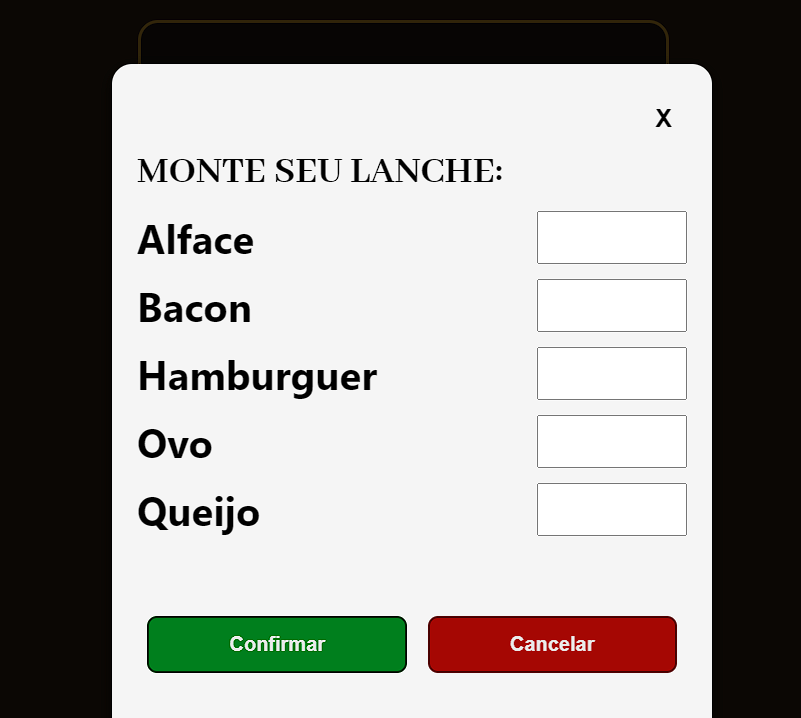 X
MONTE SEU LANCHE:
Alface
Bacon
Hamburguer
Ovo
Queijo
Confirmar
Cancelar